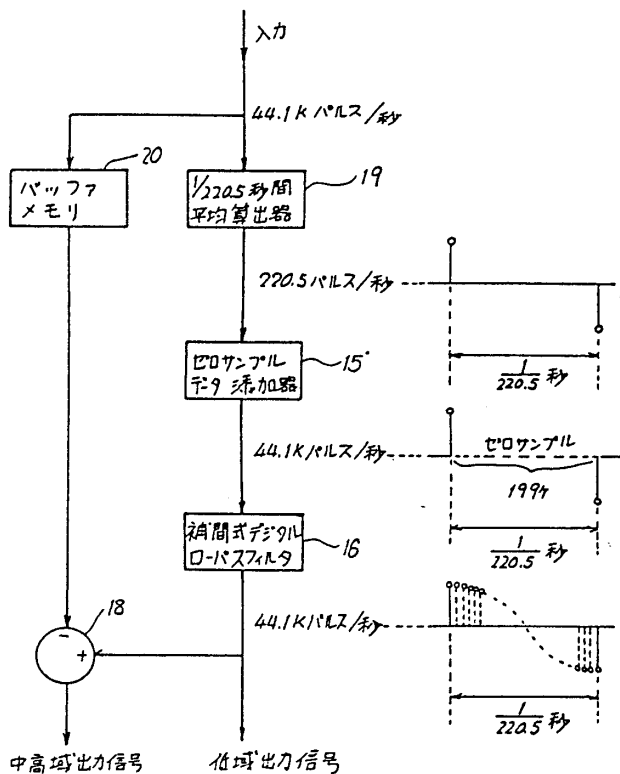 入力
44.1Kパルス/秒
20
バッファ
メモリ
1/220.5秒間
平均算出器
19
220.5パルス/秒
1/220.5 秒
ゼロサンプル
データ添加器
15
44.1Kパルス/秒
ゼロサンプル
199ケ
1/220.5 秒
補間式デジタル
ローパスフィルタ
16
44.1Kパルス/秒
18
-
+
1/220.5 秒
中高域出力信号
低域出力信号